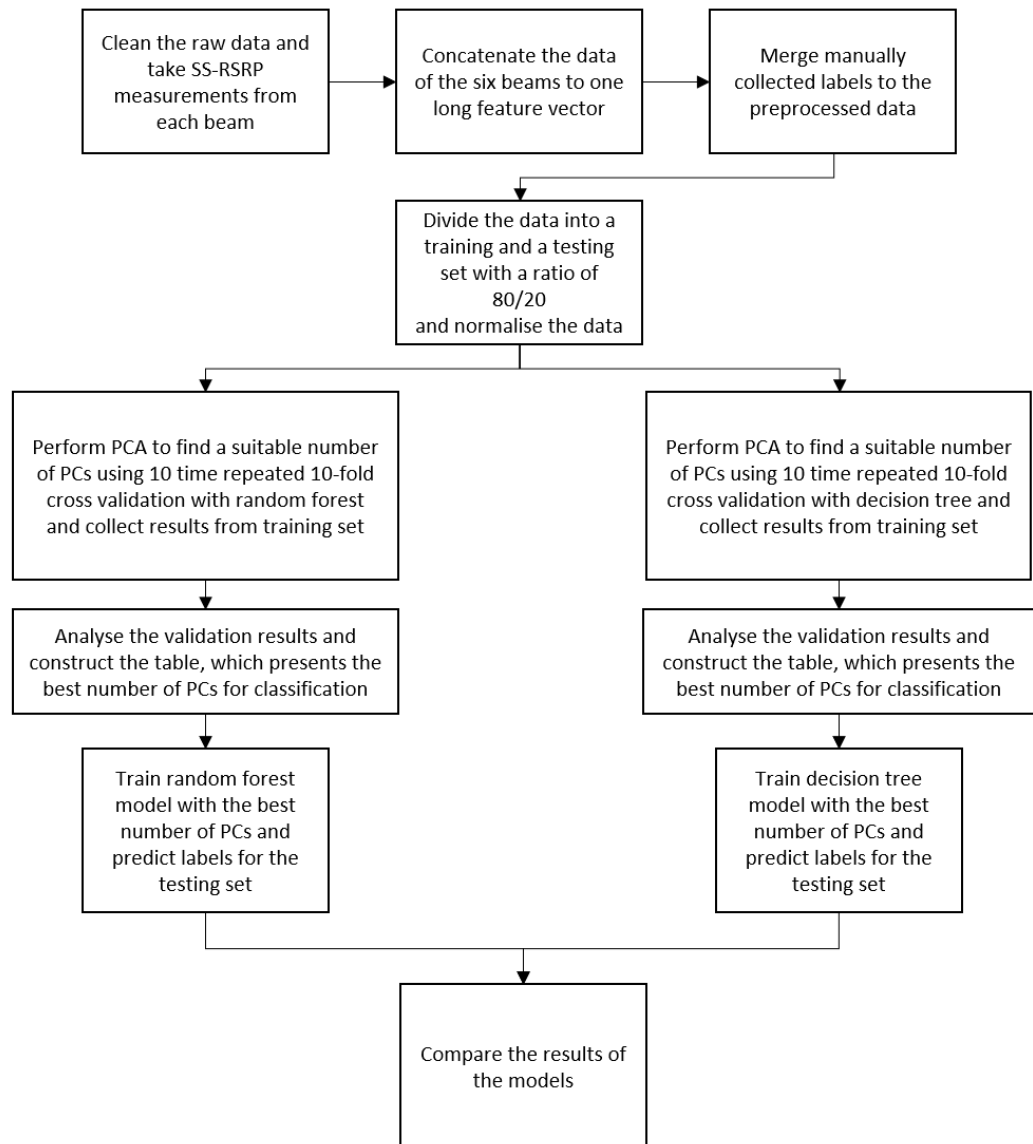 Clean the raw data and
take SS-RSRP
measurements from
each beam
Concatenate the data
of the six beams to one
long feature vector
Merge manually
collected labels to the
preprocessed data
Divide the data into a
training and a testing
set with a ratio of
80/20
and normalise the data
Perform PCA to find a suitable number
of PCs using 10 time repeated 10-fold
cross validation with random forest
and collect results from training set
Perform PCA to find a suitable number
of PCs using 10 time repeated 10-fold
cross validation with decision tree and
collect results from training set
Analyse the validation results and
construct the table, which presents the
best number of PCs for classification
Analyse the validation results and
construct the table, which presents the
best number of PCs for classification
Train random forest
model with the best
number of PCs and
predict labels for the
testing set
Train decision tree
model with the best
number of PCs and
predict labels for the
testing set
Compare the results of
the models